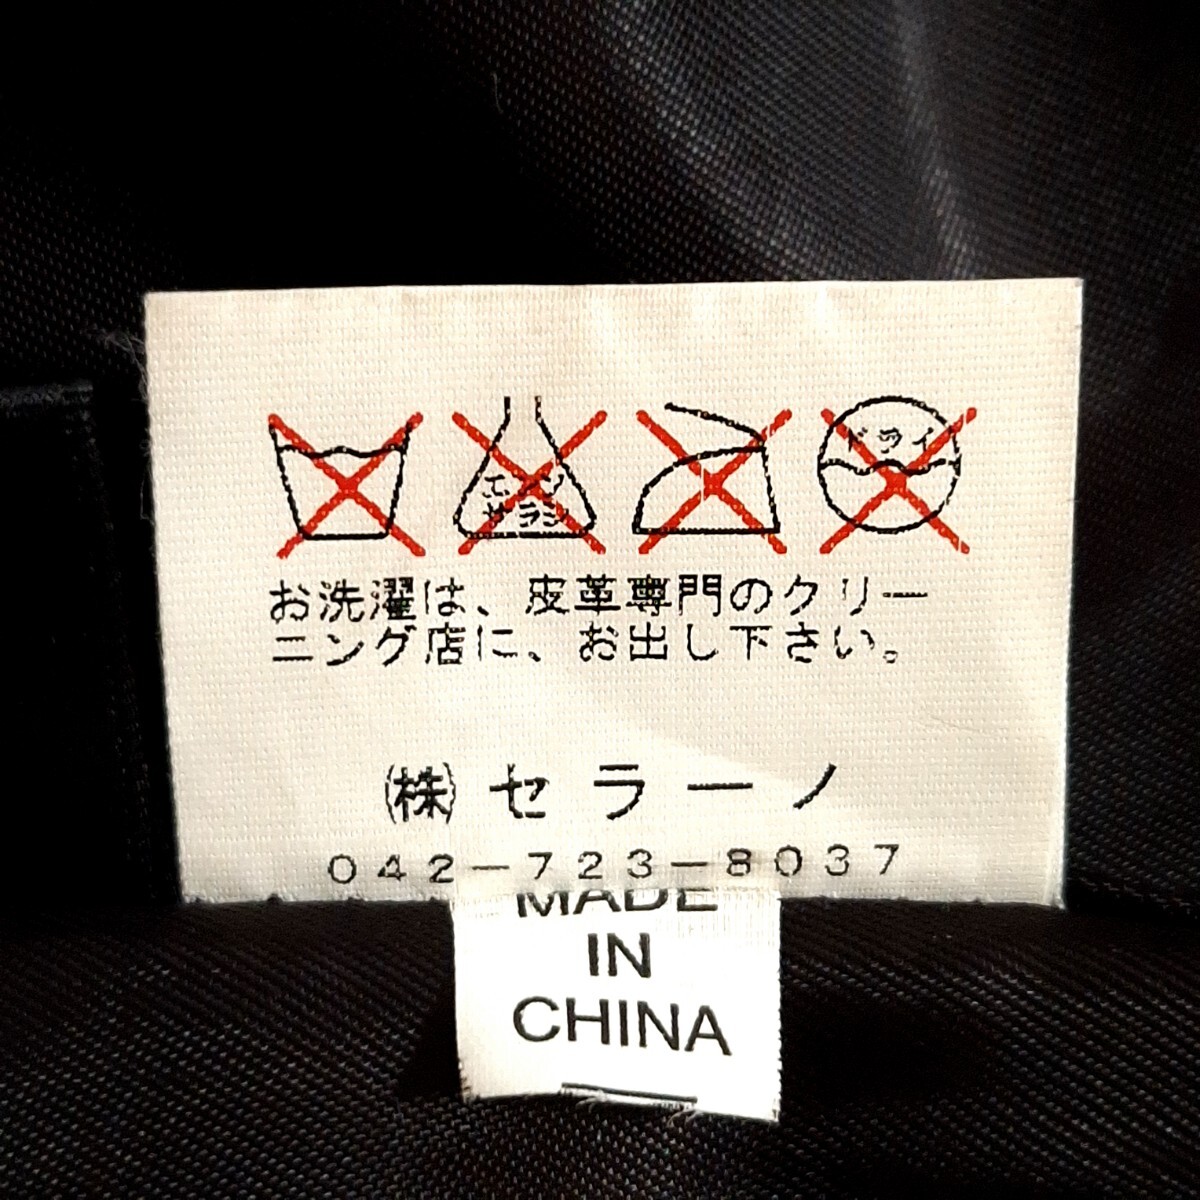 エンソ
サラシ
ドライ
お洗濯は、皮革専門のクリー
ニング店に、お出し下さい。
㈱セラーノ
042-723-8037
MADE
IN
CHINA